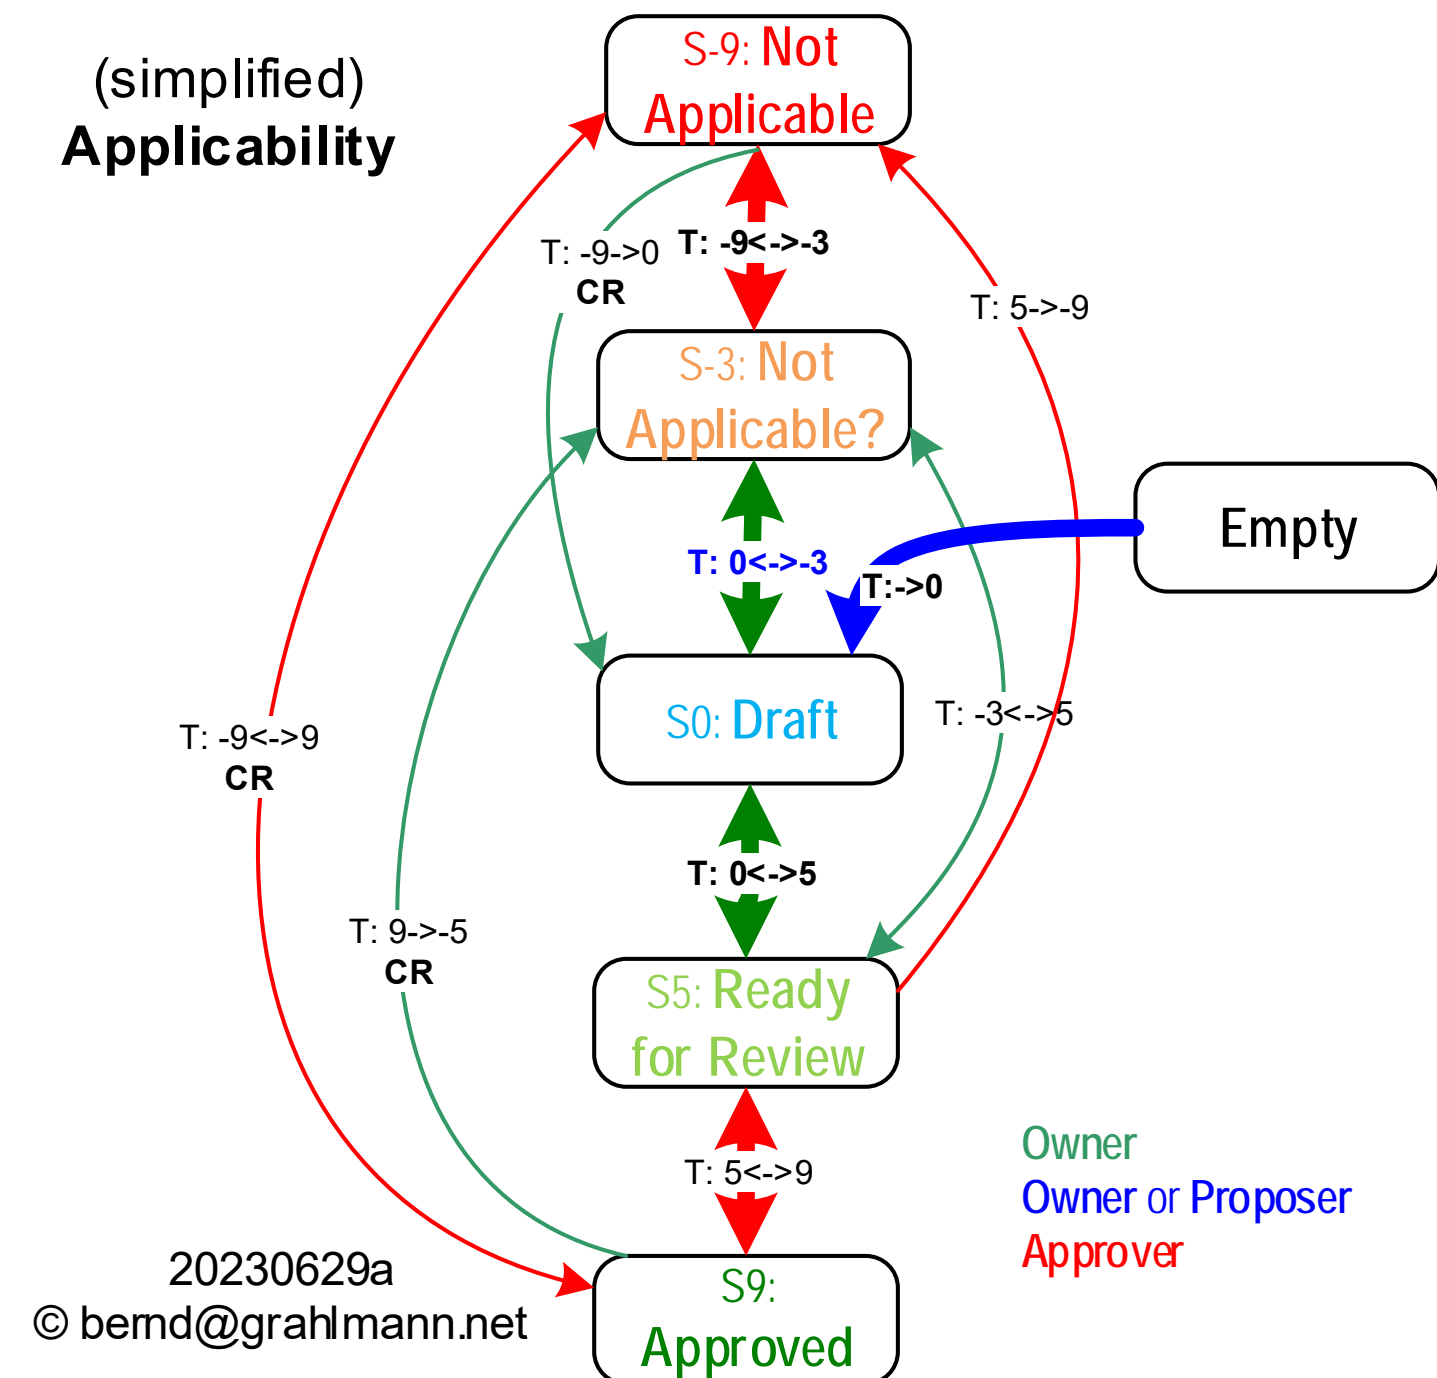 (simplified)
Applicability
S-9: Not
Applicable
T: -9->0
CR
T: -9<->-3
T: 5->-9
S-3: Not
Applicable?
Empty
T: 0<->-3
T:->0
S0: Draft
T: -3<->5
T: -9<->9
CR
T: 0<->5
T: 9->-5
CR
S5: Ready
for Review
T: 5<->9
Owner
Owner or Proposer
Approver
S9:
Approved
20230629a
© bernd@grahlmann.net